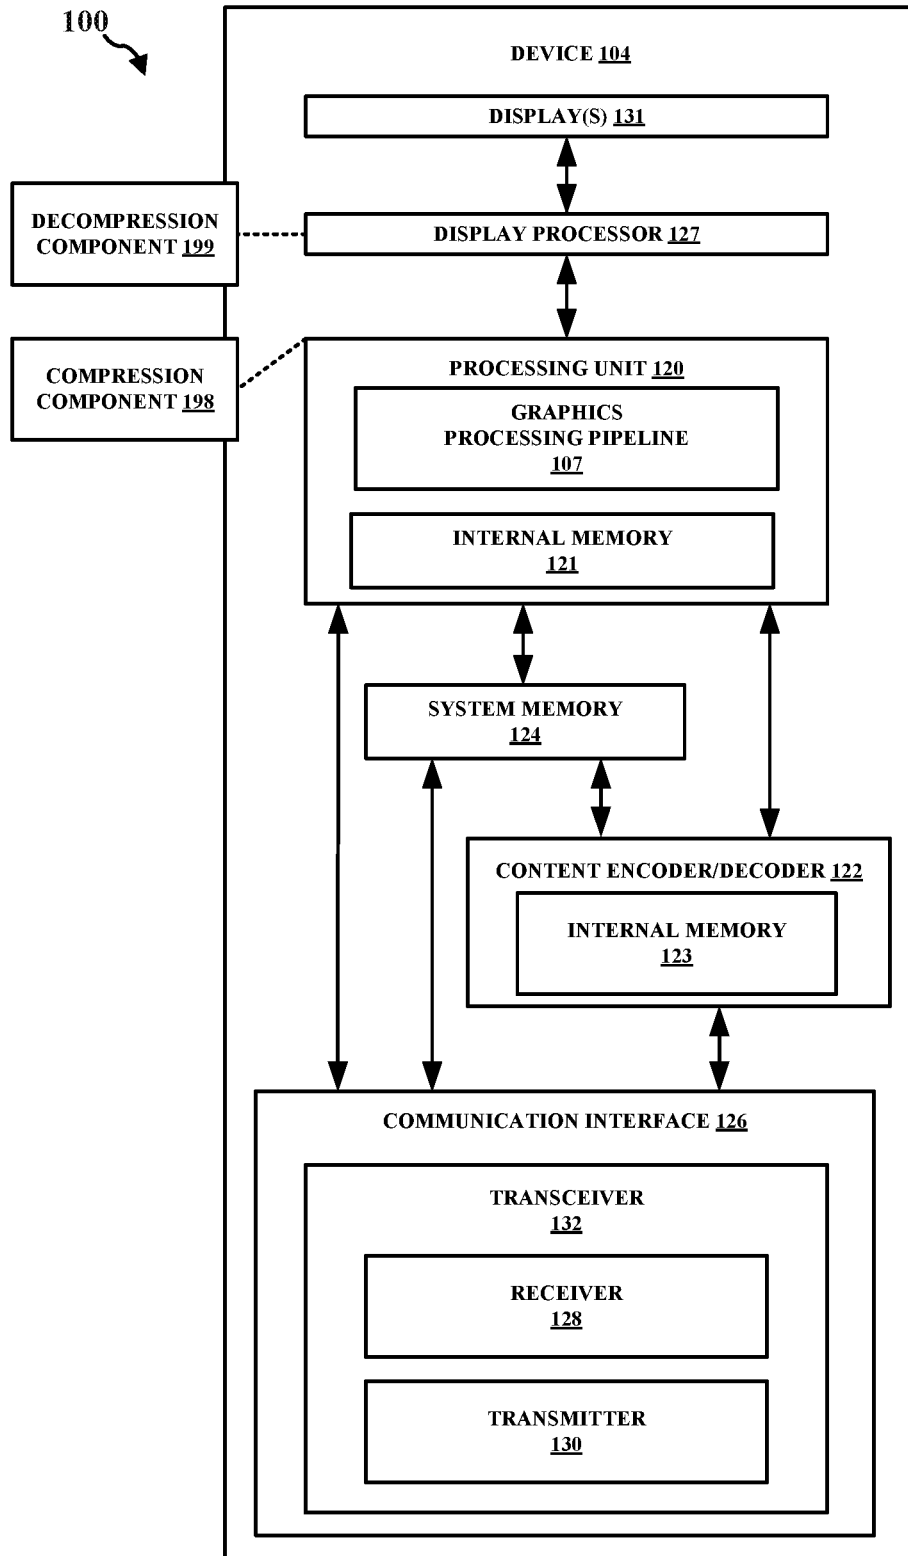 100
DEVICE 104
DISPLAY(S) 131
DECOMPRESSION
COMPONENT 199
DISPLAY PROCESSOR 127
COMPRESSION
COMPONENT 198
PROCESSING UNIT 120
GRAPHICS
PROCESSING PIPELINE
107
INTERNAL MEMORY
121
SYSTEM MEMORY
124
CONTENT ENCODER/DECODER 122
INTERNAL MEMORY
123
COMMUNICATION INTERFACE 126
TRANSCEIVER
132
RECEIVER
128
TRANSMITTER
130